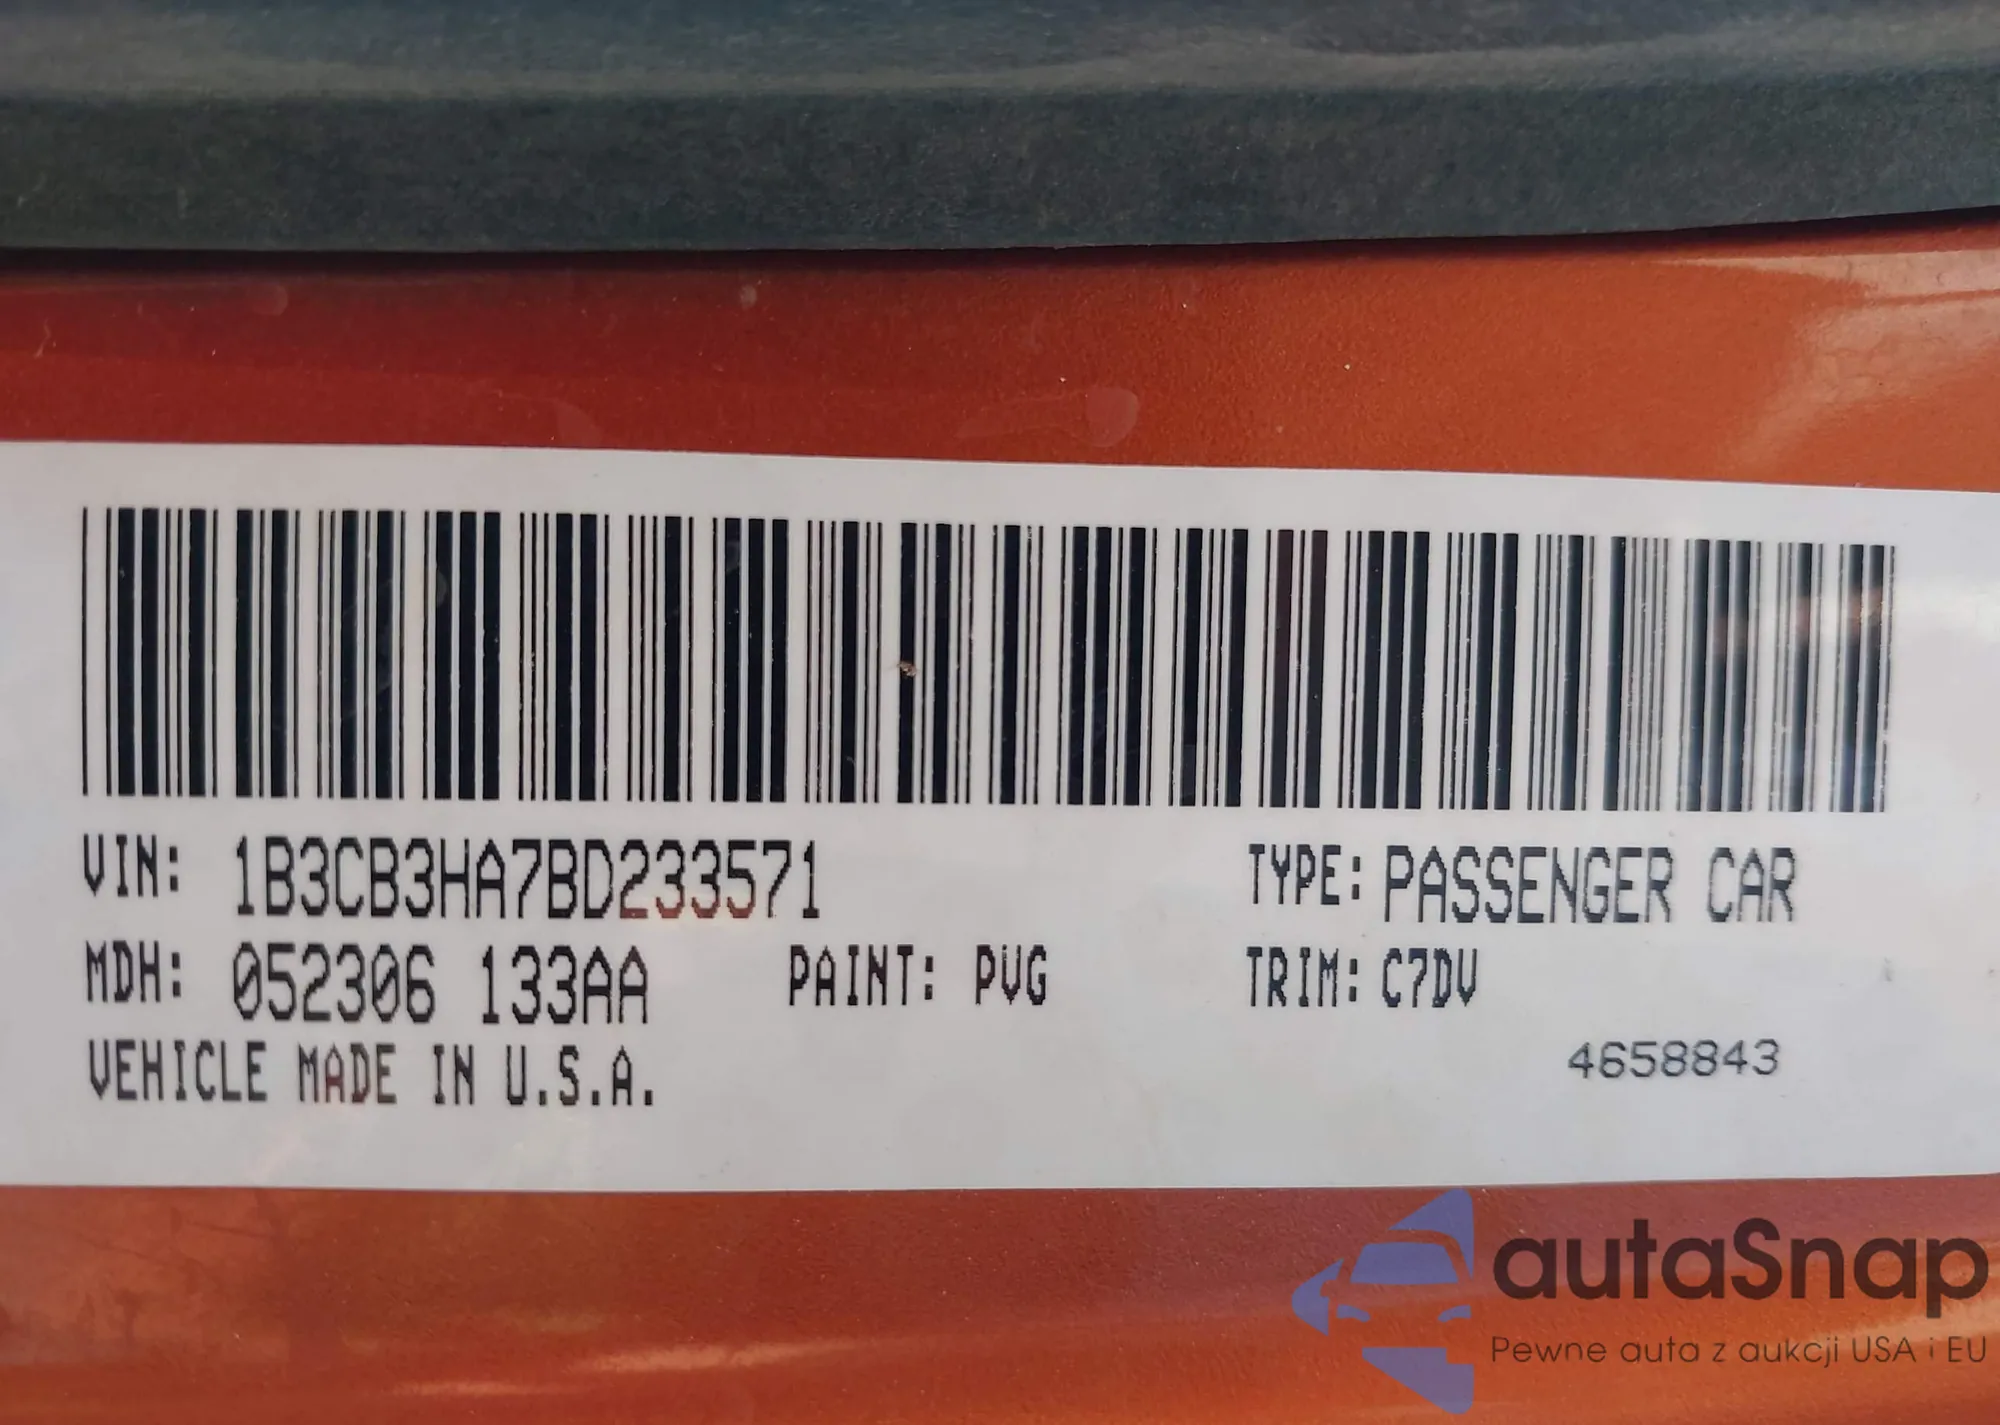 VIN: 1B3CB3HA7BD233571 TYPE: PASSENGER CAR
MDH: 052306 133AA PAINT: PVG TRIM: C7DV
VEHICLE MADE IN U.S.A. 4658843
autaSnap
Pewne auta z aukcji USA i EU